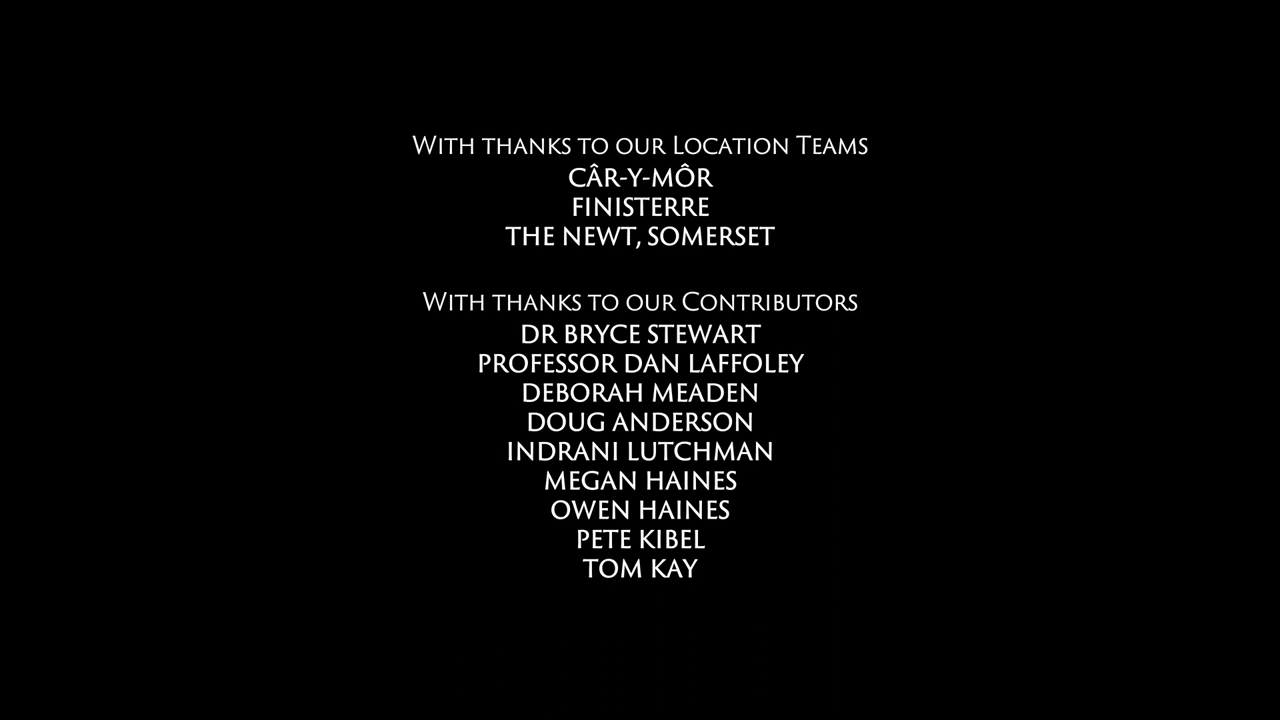 With thanks to our Location Teams
CÂR-Y-MÔR
FINISTERRE
THE NEWT, SOMERSET
With thanks to our Contributors
DR BRYCE STEWART
PROFESSOR DAN LAFFOLEY
DEBORAH MEADEN
DOUG ANDERSON
INDRANI LUTCHMAN
MEGAN HAINES
OWEN HAINES
PETE KIBEL
TOM KAY